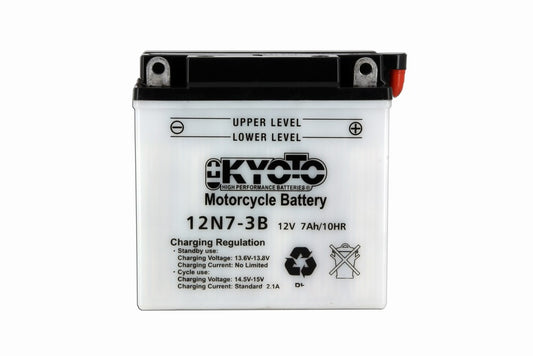 UPPER LEVEL
LOWER LEVEL
KYOTO
HIGH PERFORMANCE BATTERIES
Motorcycle Battery
12N7-3B 12V 7Ah/10HR
Charging Regulation
• Standby use:
Charging Voltage: 13.6V-13.8V
Charging Current: No Limited
• Cycle use:
Charging Voltage: 14.5V-15V
Charging Current: Standard 2.1A